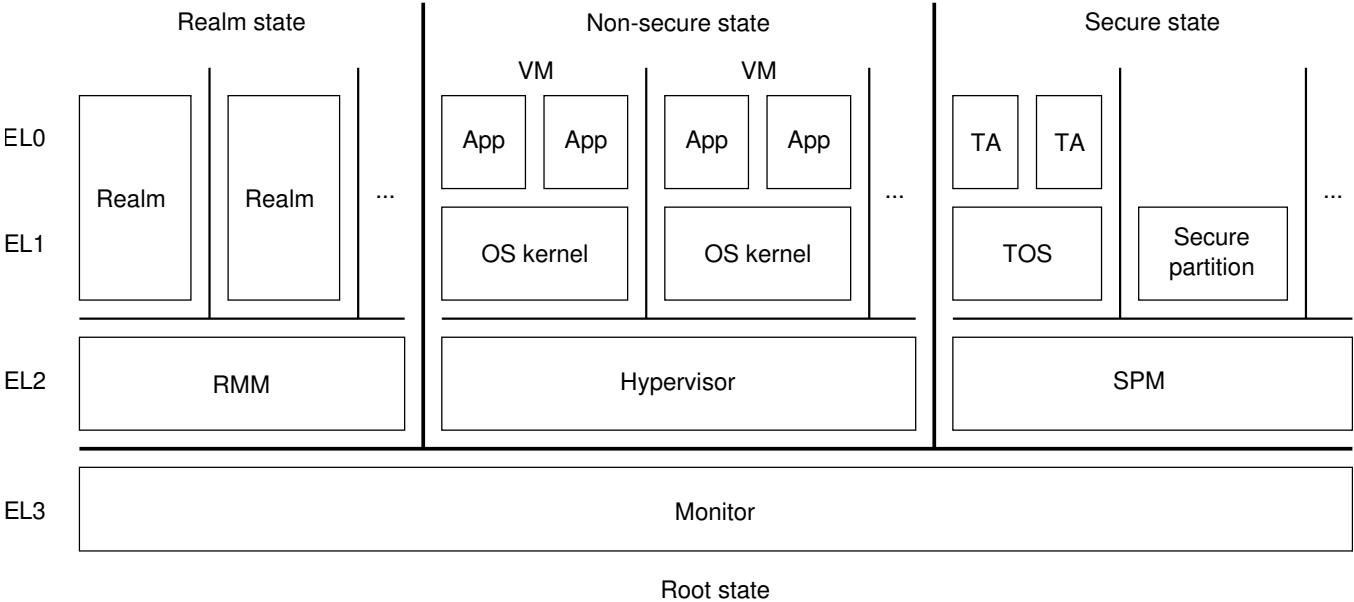 Realm state
Non-secure state
Secure state
VM
VM
EL0
App
App
App
App
TA
TA
Realm
Realm
...
...
...
EL1
OS kernel
OS kernel
TOS
Secure
partition
EL2
RMM
Hypervisor
SPM
EL3
Monitor
Root state